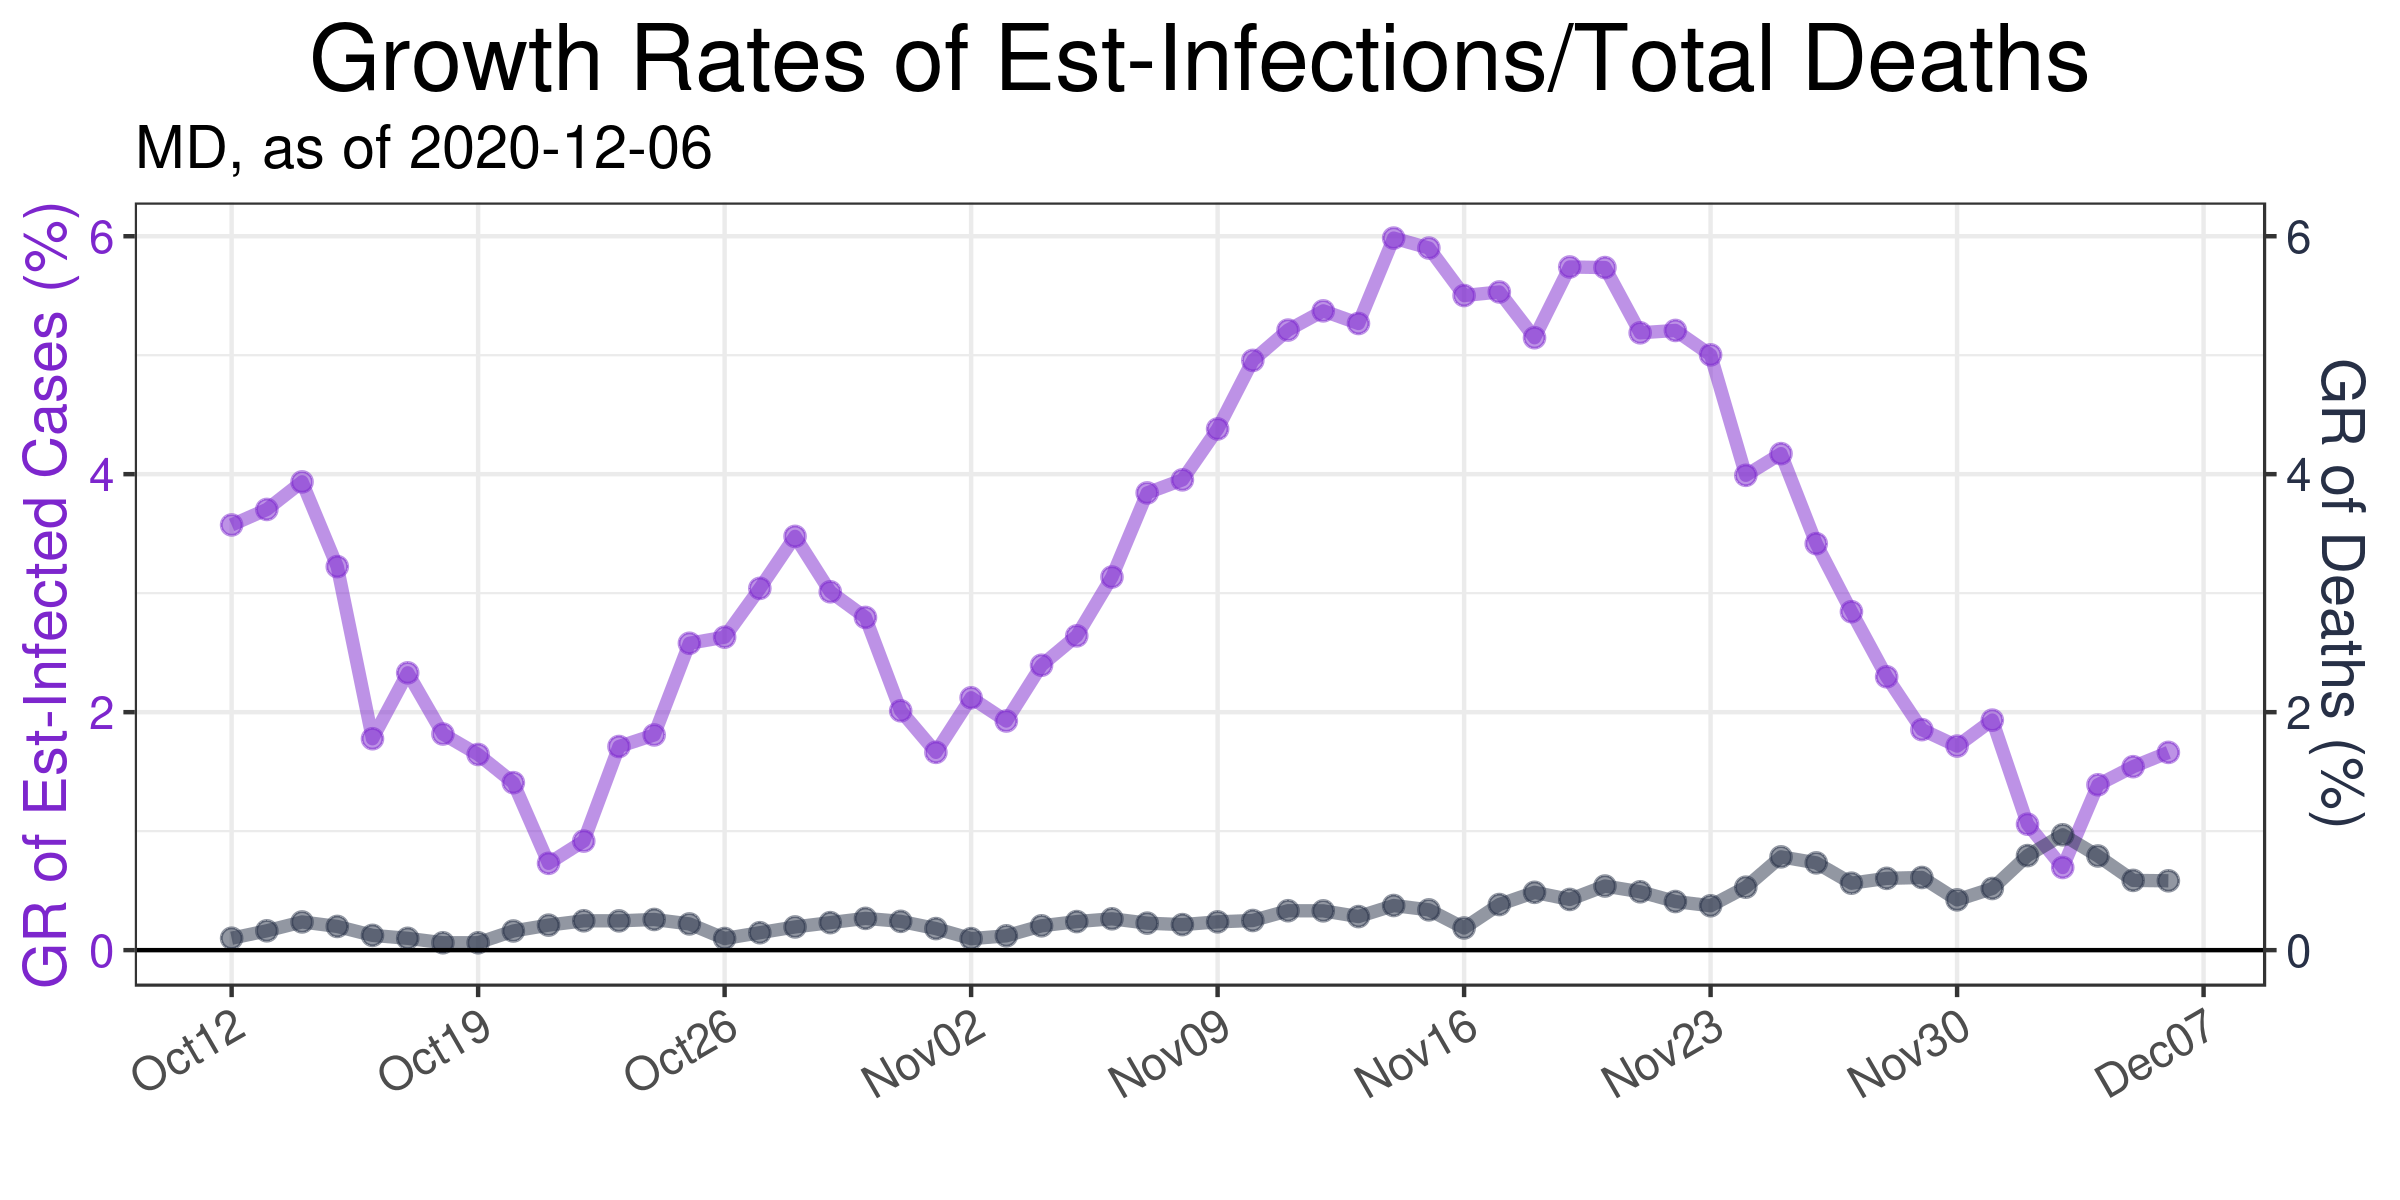 Growth Rates of Est-Infections/Total Deaths
MD, as of 2020-12-06
GR of Est-Infected Cases (%)
6
4
2
0
6
4
2
0
GR of Deaths (%)
Oct12
Oct19
Oct26
Nov02
Nov09
Nov16
Nov23
Nov30
Dec07